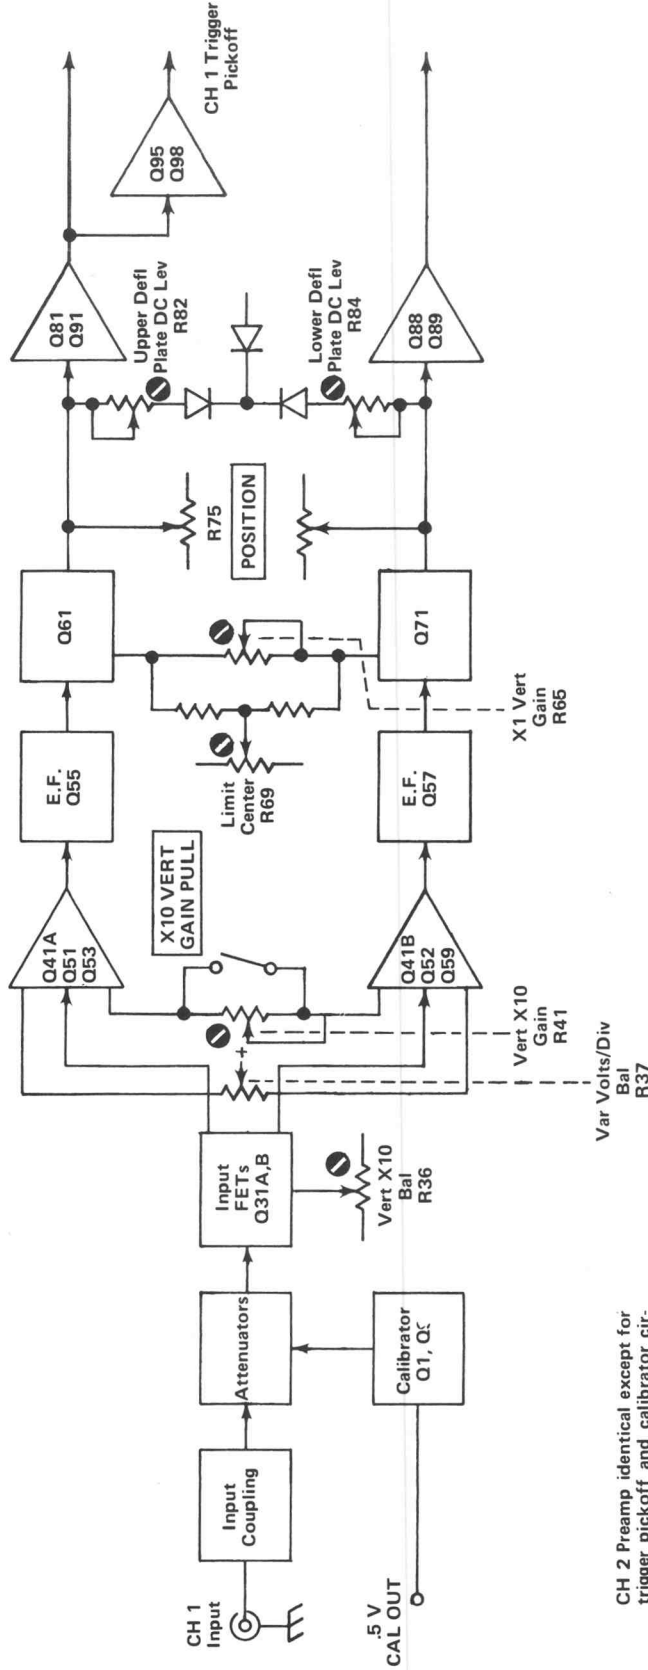 CH 1
Input
Input
Coupling
Attenuators
.5 V
CAL OUT
Calibrator
Q1,
Input
FETs
Q31A,B
Vert X10
Bal
R36
+
Var Volts/Div
Bal
R37
Vert X10
Gain
R41
X10 VERT
GAIN PULL
Q41A
Q51
Q53
Q41B
Q52
Q59
E.F.
Q55
E.F.
Q57
Limit
Center
R69
X1 Vert
Gain
R65
Q61
Q71
R75
POSITION
Upper Defl
Plate DC Lev
R82
Lower Defl
Plate DC Lev
R84
Q81
Q91
Q88
Q89
Q95
Q98
CH 1 Trigger
Pickoff
CH 2 Preamp identical except for
trigger pickoff and calibrator cir-